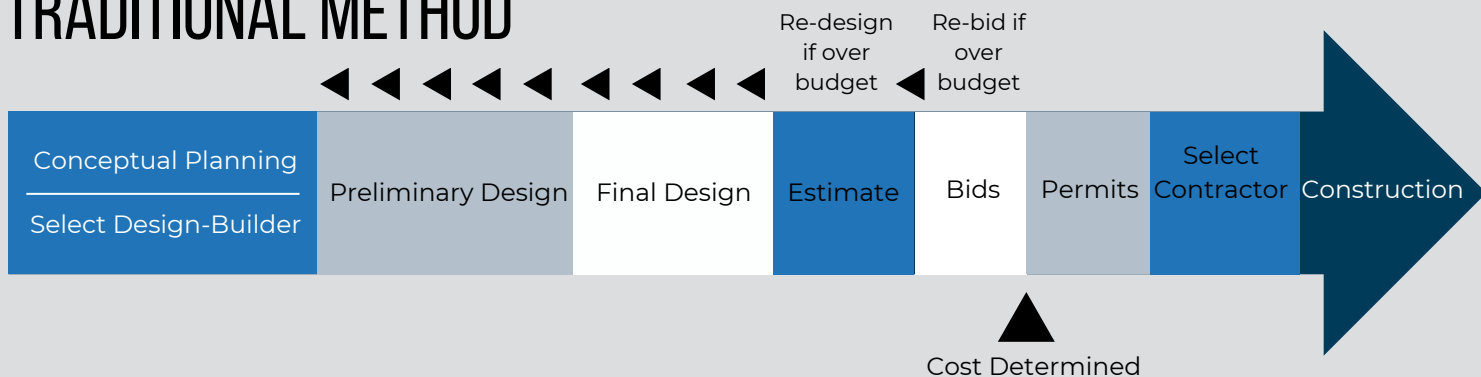 TRADITIONAL METHOD
Re-design
if over
budget
Re-bid if
over
budget
Conceptual Planning
Select Design-Builder
Preliminary Design
Final Design
Estimate
Bids
Permits
Select
Contractor
Construction
Cost Determined